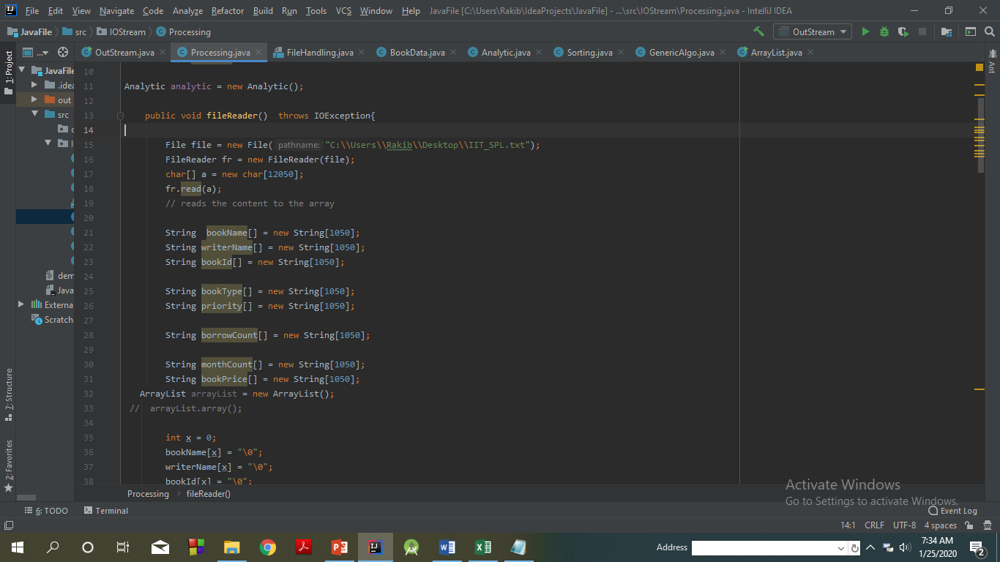 File Edit View Navigate Code Analyze Refactor Build Run Tools VCS Window Help JavaFile [C:\Users\Rakib\IdeaProjects\JavaFile] - ...\src\IOStream\Processing.java - IntelliJ IDEA
JavaFile src IOStream Processing OutStream
1: Project ... OutStream.java Processing.java FileHandling.java BookData.java Analytic.java Sorting.java GenericAlgo.java ArrayList.java Ant
JavaFile
.idea
out
src
dem
Java
Externa
Scratch
10
11 Analytic analytic = new Analytic();
12
13 public void fileReader()  throws IOException{
14
15 File file = new File( pathname: "C:\\Users\\Rakib\\Desktop\\IIT_SPL.txt");
16 FileReader fr = new FileReader(file);
17 char[] a = new char[12050];
18 fr.read(a);
19 // reads the content to the array
20
21 String  bookName[] = new String[1050];
22 String writerName[] = new String[1050];
23 String bookId[] = new String[1050];
24
25 String bookType[] = new String[1050];
26 String priority[] = new String[1050];
27
28 String borrowCount[] = new String[1050];
29
30 String monthCount[] = new String[1050];
31 String bookPrice[] = new String[1050];
32 ArrayList arrayList = new ArrayList();
33 //  arrayList.array();
34
35 int x = 0;
36 bookName[x] = "\0";
37 writerName[x] = "\0";
38 bookId[x] = "\0";
7: Structure
2: Favorites
Processing fileReader()
Activate Windows
Go to Settings to activate Windows.
6: TODO Terminal Event Log
14:1 CRLF UTF-8 4 spaces
Address
7:34 AM
1/25/2020
2